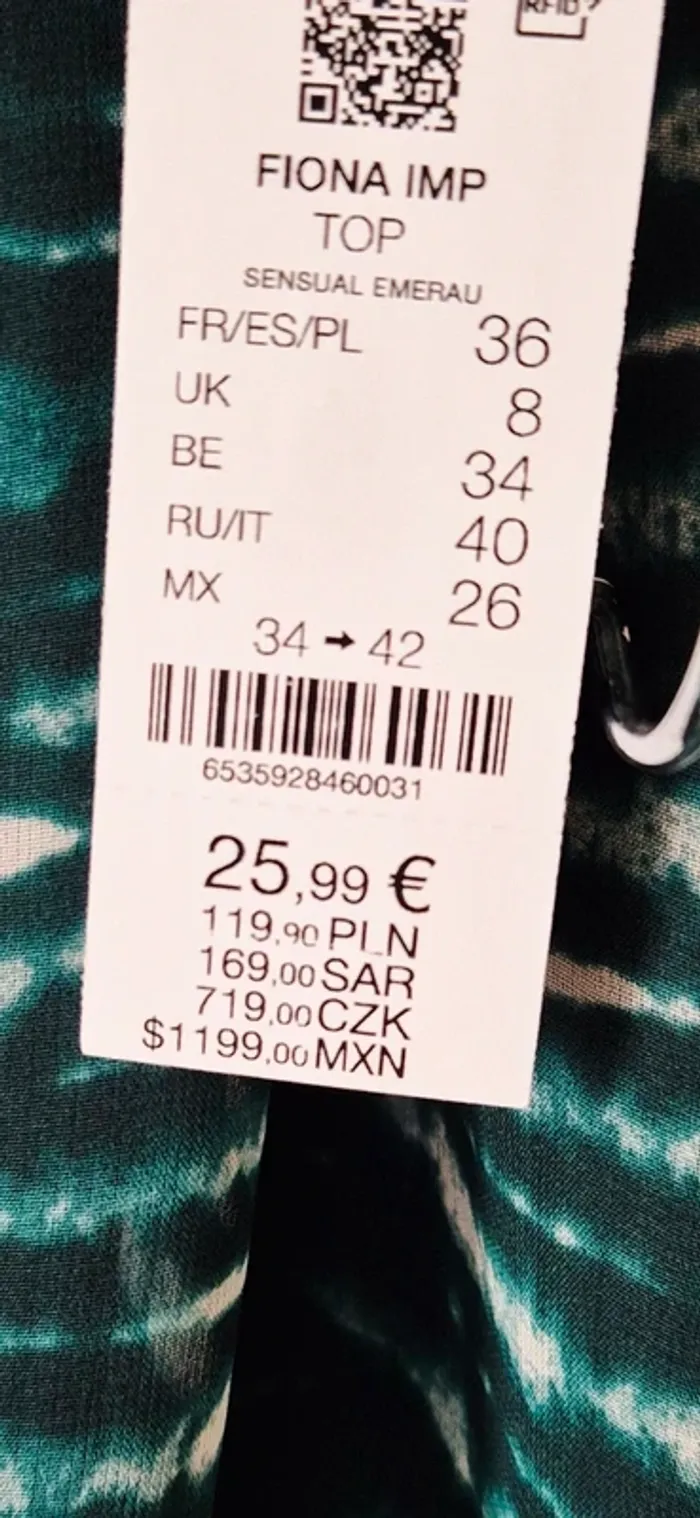 RFID?
FIONA IMP
TOP
SENSUAL EMERAU
FR/ES/PL 36
UK 8
BE 34
RU/IT 40
MX 26
34 → 42
6535928460031
25,99 €
119,90 PLN
169,00 SAR
719,00 CZK
$1199,00 MXN